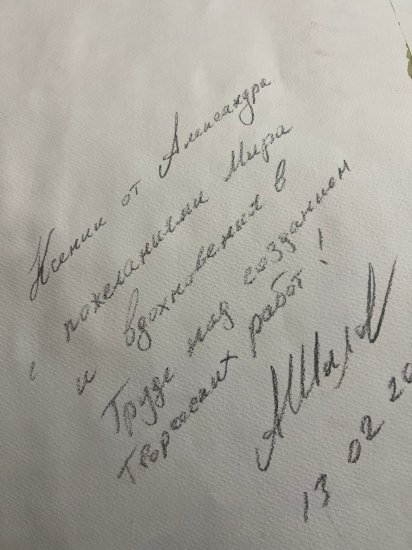 Ксении от Александра
с пожеланиями Мира
и вдохновения в
Труде над созданием
творческих работ!
13 02 20